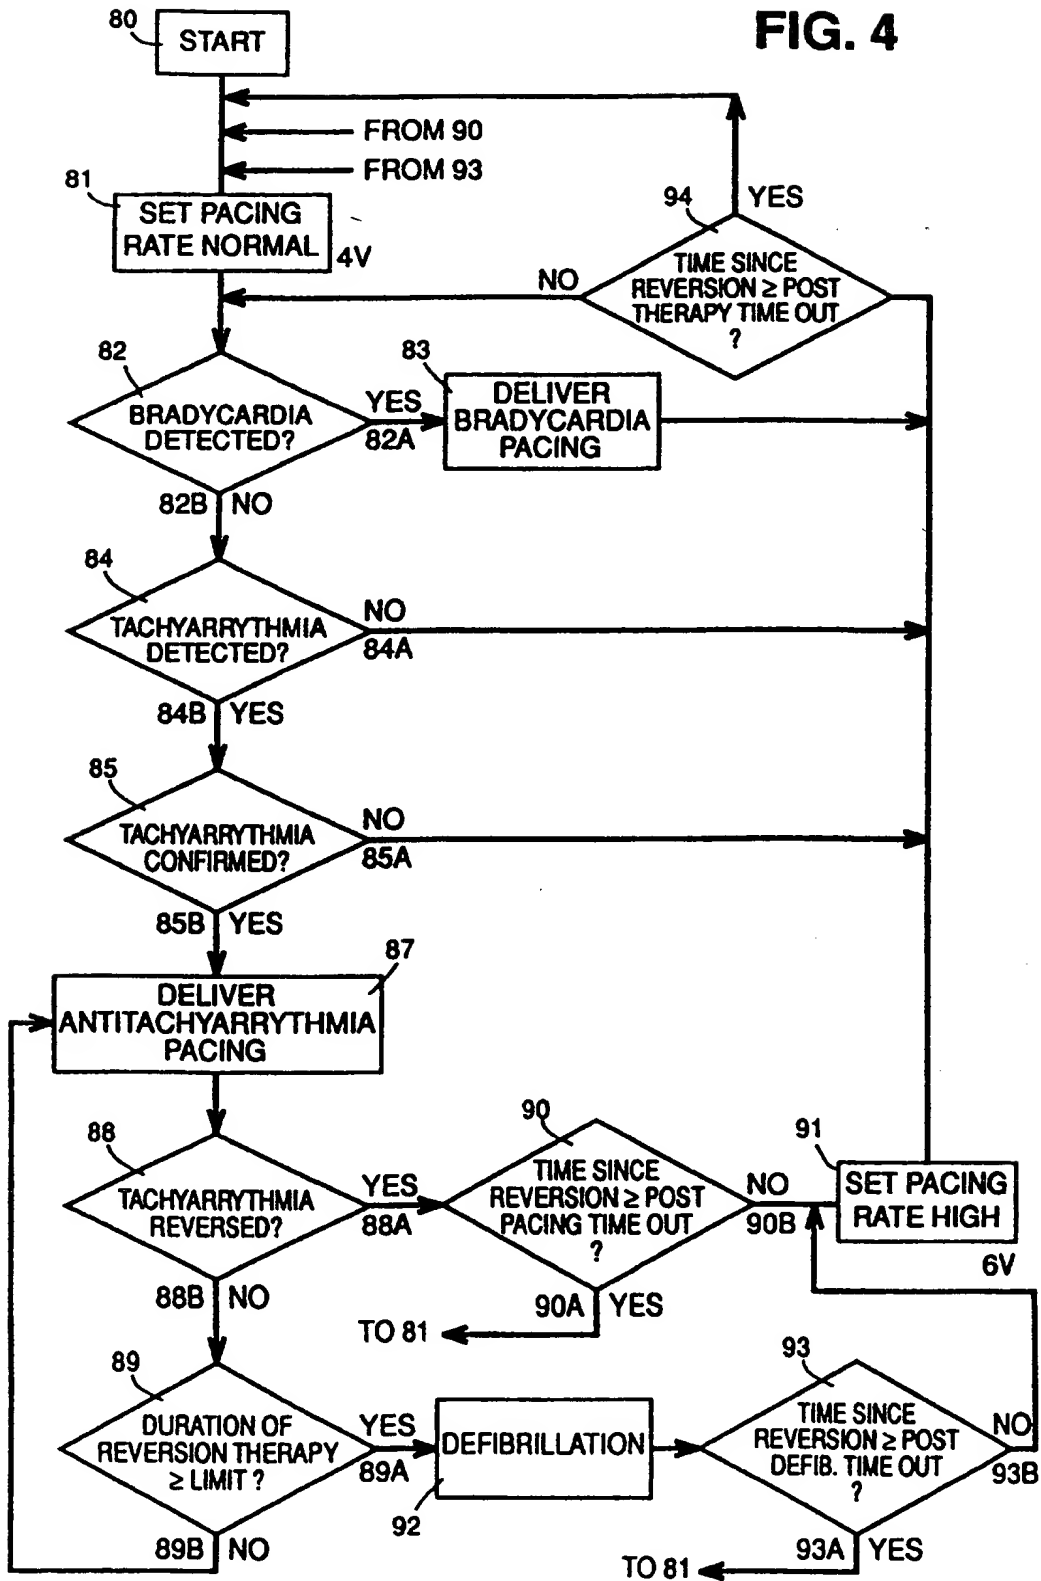 FIG. 4
80
START
FROM 90
FROM 93
81
SET PACING
RATE NORMAL
4V
94
YES
TIME SINCE
REVERSION ≥ POST
THERAPY TIME OUT
?
NO
82
BRADYCARDIA
DETECTED?
YES
82A
83
DELIVER
BRADYCARDIA
PACING
82B NO
84
TACHYARRYTHMIA
DETECTED?
NO
84A
84B YES
85
TACHYARRYTHMIA
CONFIRMED?
NO
85A
85B YES
87
DELIVER
ANTITACHYARRYTHMIA
PACING
88
TACHYARRYTHMIA
REVERSED?
YES
88A
90
TIME SINCE
REVERSION ≥ POST
PACING TIME OUT
?
NO
90B
91
SET PACING
RATE HIGH
6V
88B NO
90A YES
TO 81
89
DURATION OF
REVERSION THERAPY
≥ LIMIT ?
YES
89A
DEFIBRILLATION
92
93
TIME SINCE
REVERSION ≥ POST
DEFIB. TIME OUT
?
NO
93B
89B NO
93A YES
TO 81